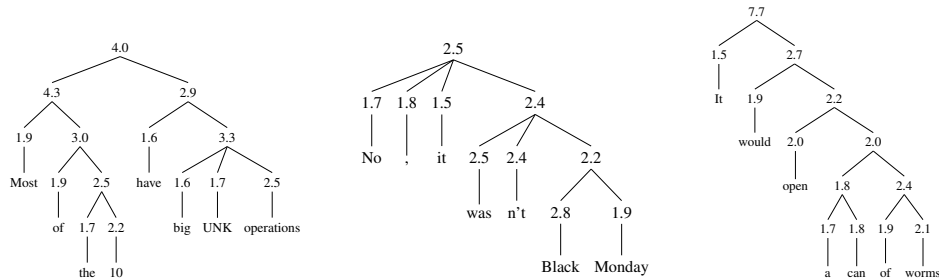 4.0
4.3 2.9
1.9 3.0 1.6 3.3
Most 1.9 2.5 have 1.6 1.7 2.5
of 1.7 2.2 big UNK operations
the 10
2.5
1.7 1.8 1.5 2.4
No , it 2.5 2.4 2.2
was n't 2.8 1.9
Black Monday
7.7
1.5 2.7
It 1.9 2.2
would 2.0 2.0
open 1.8 2.4
1.7 1.8 1.9 2.1
a can of worms